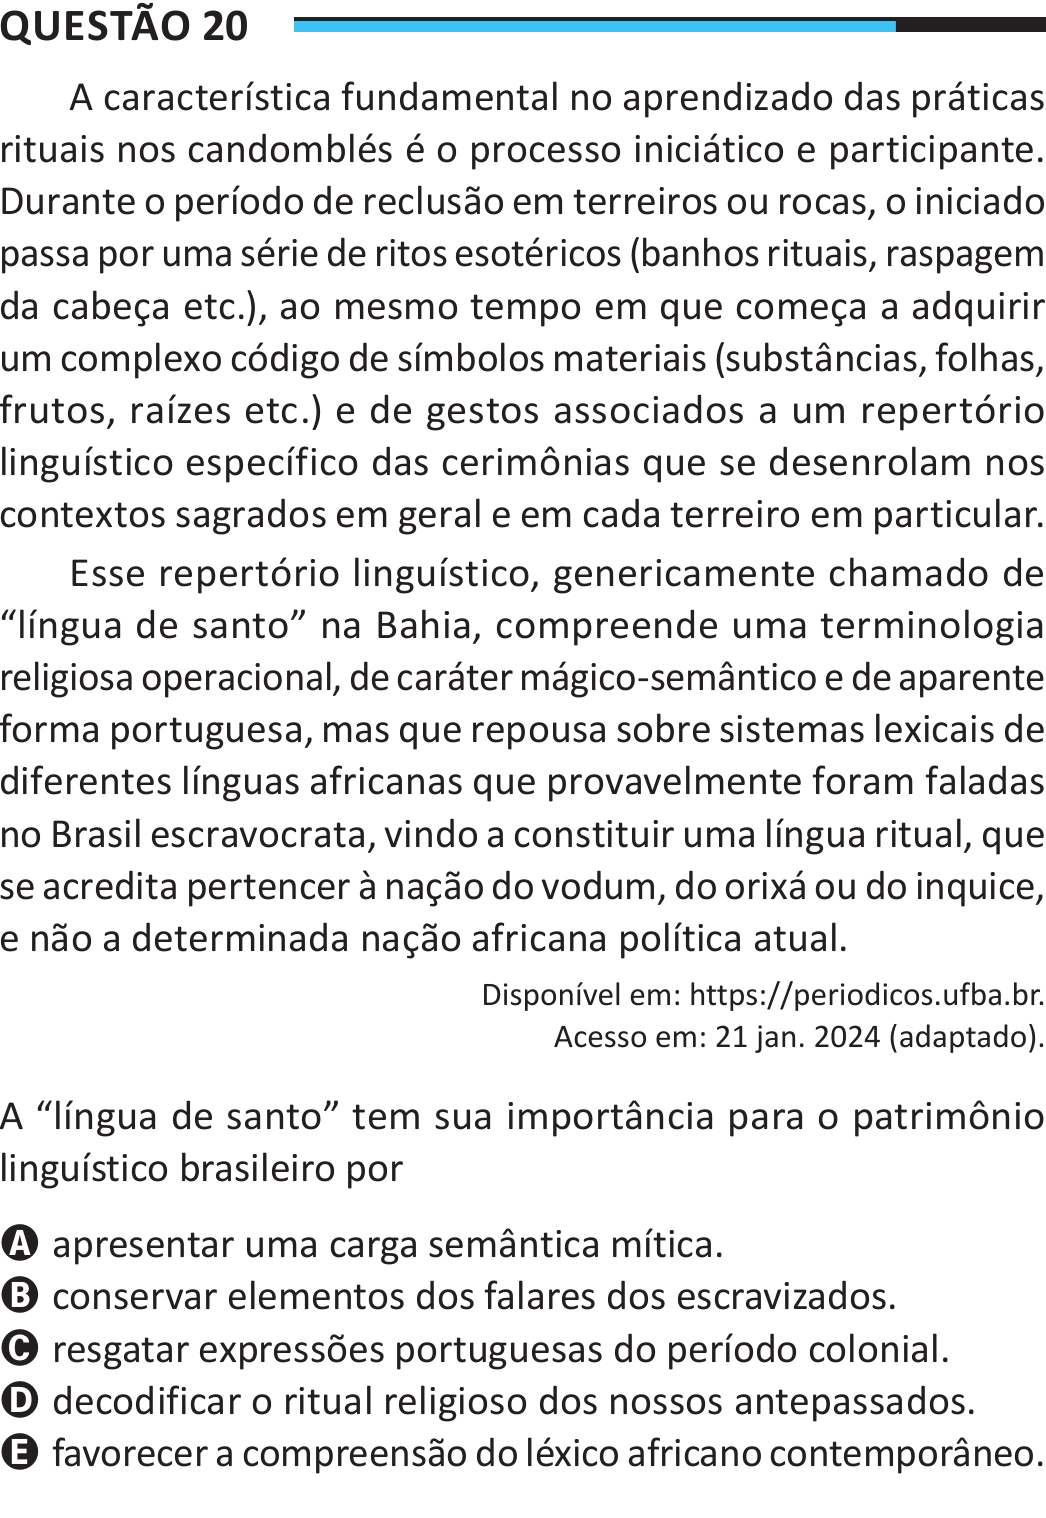 QUESTÃO 20
A característica fundamental no aprendizado das práticas
rituais nos candomblés é o processo iniciático e participante.
Durante o período de reclusão em terreiros ou rocas, o iniciado
passa por uma série de ritos esotéricos (banhos rituais, raspagem
da cabeça etc.), ao mesmo tempo em que começa a adquirir
um complexo código de símbolos materiais (substâncias, folhas,
frutos, raízes etc.) e de gestos associados a um repertório
linguístico específico das cerimônias que se desenrolam nos
contextos sagrados em geral e em cada terreiro em particular.
Esse repertório linguístico, genericamente chamado de
“língua de santo” na Bahia, compreende uma terminologia
religiosa operacional, de caráter mágico-semântico e de aparente
forma portuguesa, mas que repousa sobre sistemas lexicais de
diferentes línguas africanas que provavelmente foram faladas
no Brasil escravocrata, vindo a constituir uma língua ritual, que
se acredita pertencer à nação do vodum, do orixá ou do inquice,
e não a determinada nação africana política atual.
Disponível em: https://periodicos.ufba.br.
Acesso em: 21 jan. 2024 (adaptado).
A “língua de santo” tem sua importância para o patrimônio
linguístico brasileiro por
A apresentar uma carga semântica mítica.
B conservar elementos dos falares dos escravizados.
C resgatar expressões portuguesas do período colonial.
D decodificar o ritual religioso dos nossos antepassados.
E favorecer a compreensão do léxico africano contemporâneo.